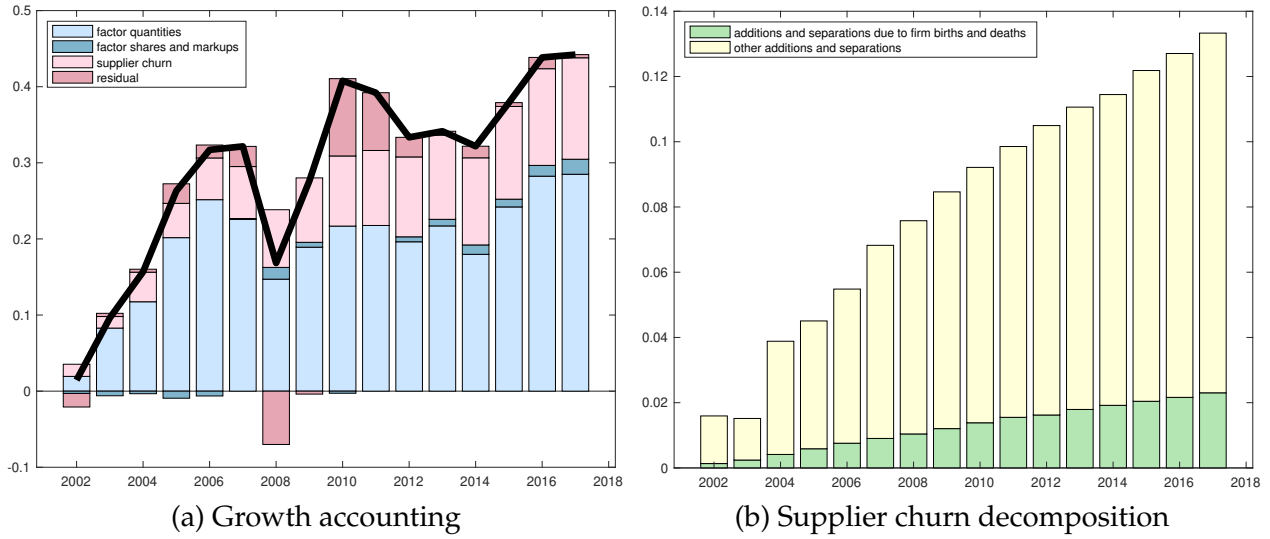 0.5
0.4
0.3
0.2
0.1
0
-0.1
factor quantities
factor shares and markups
supplier churn
residual
2002 2004 2006 2008 2010 2012 2014 2016 2018
(a) Growth accounting
0.14
0.12
0.1
0.08
0.06
0.04
0.02
0
additions and separations due to firm births and deaths
other additions and separations
2002 2004 2006 2008 2010 2012 2014 2016 2018
(b) Supplier churn decomposition